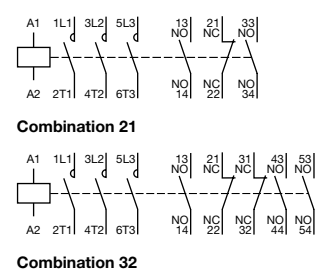 A1 1L1 3L2 5L3 13 21 33
NO NC NO
NO NC NO
A2 2T1 4T2 6T3 14 22 34
Combination 21
A1 1L1 3L2 5L3 13 21 31 43 53
NO NC NC NO NO
NO NC NC NO NO
A2 2T1 4T2 6T3 14 22 32 44 54
Combination 32